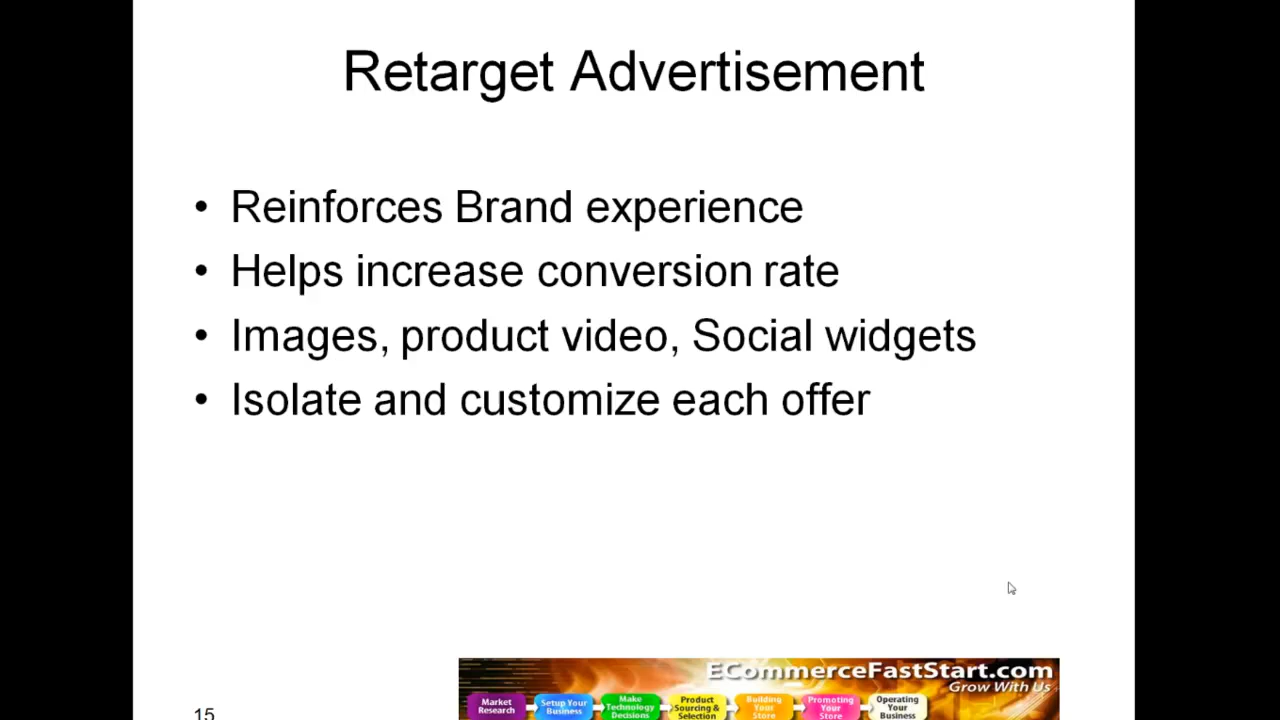 Retarget Advertisement
• Reinforces Brand experience
• Helps increase conversion rate
• Images, product video, Social widgets
• Isolate and customize each offer
ECommerceFastStart.com
Grow With Us
Market
Research
Setup Your
Business
Make
Technology
Decisions
Product
Sourcing &
Selection
Building
Your
Store
Promoting
Your
Store
Operating
Your
Business
15